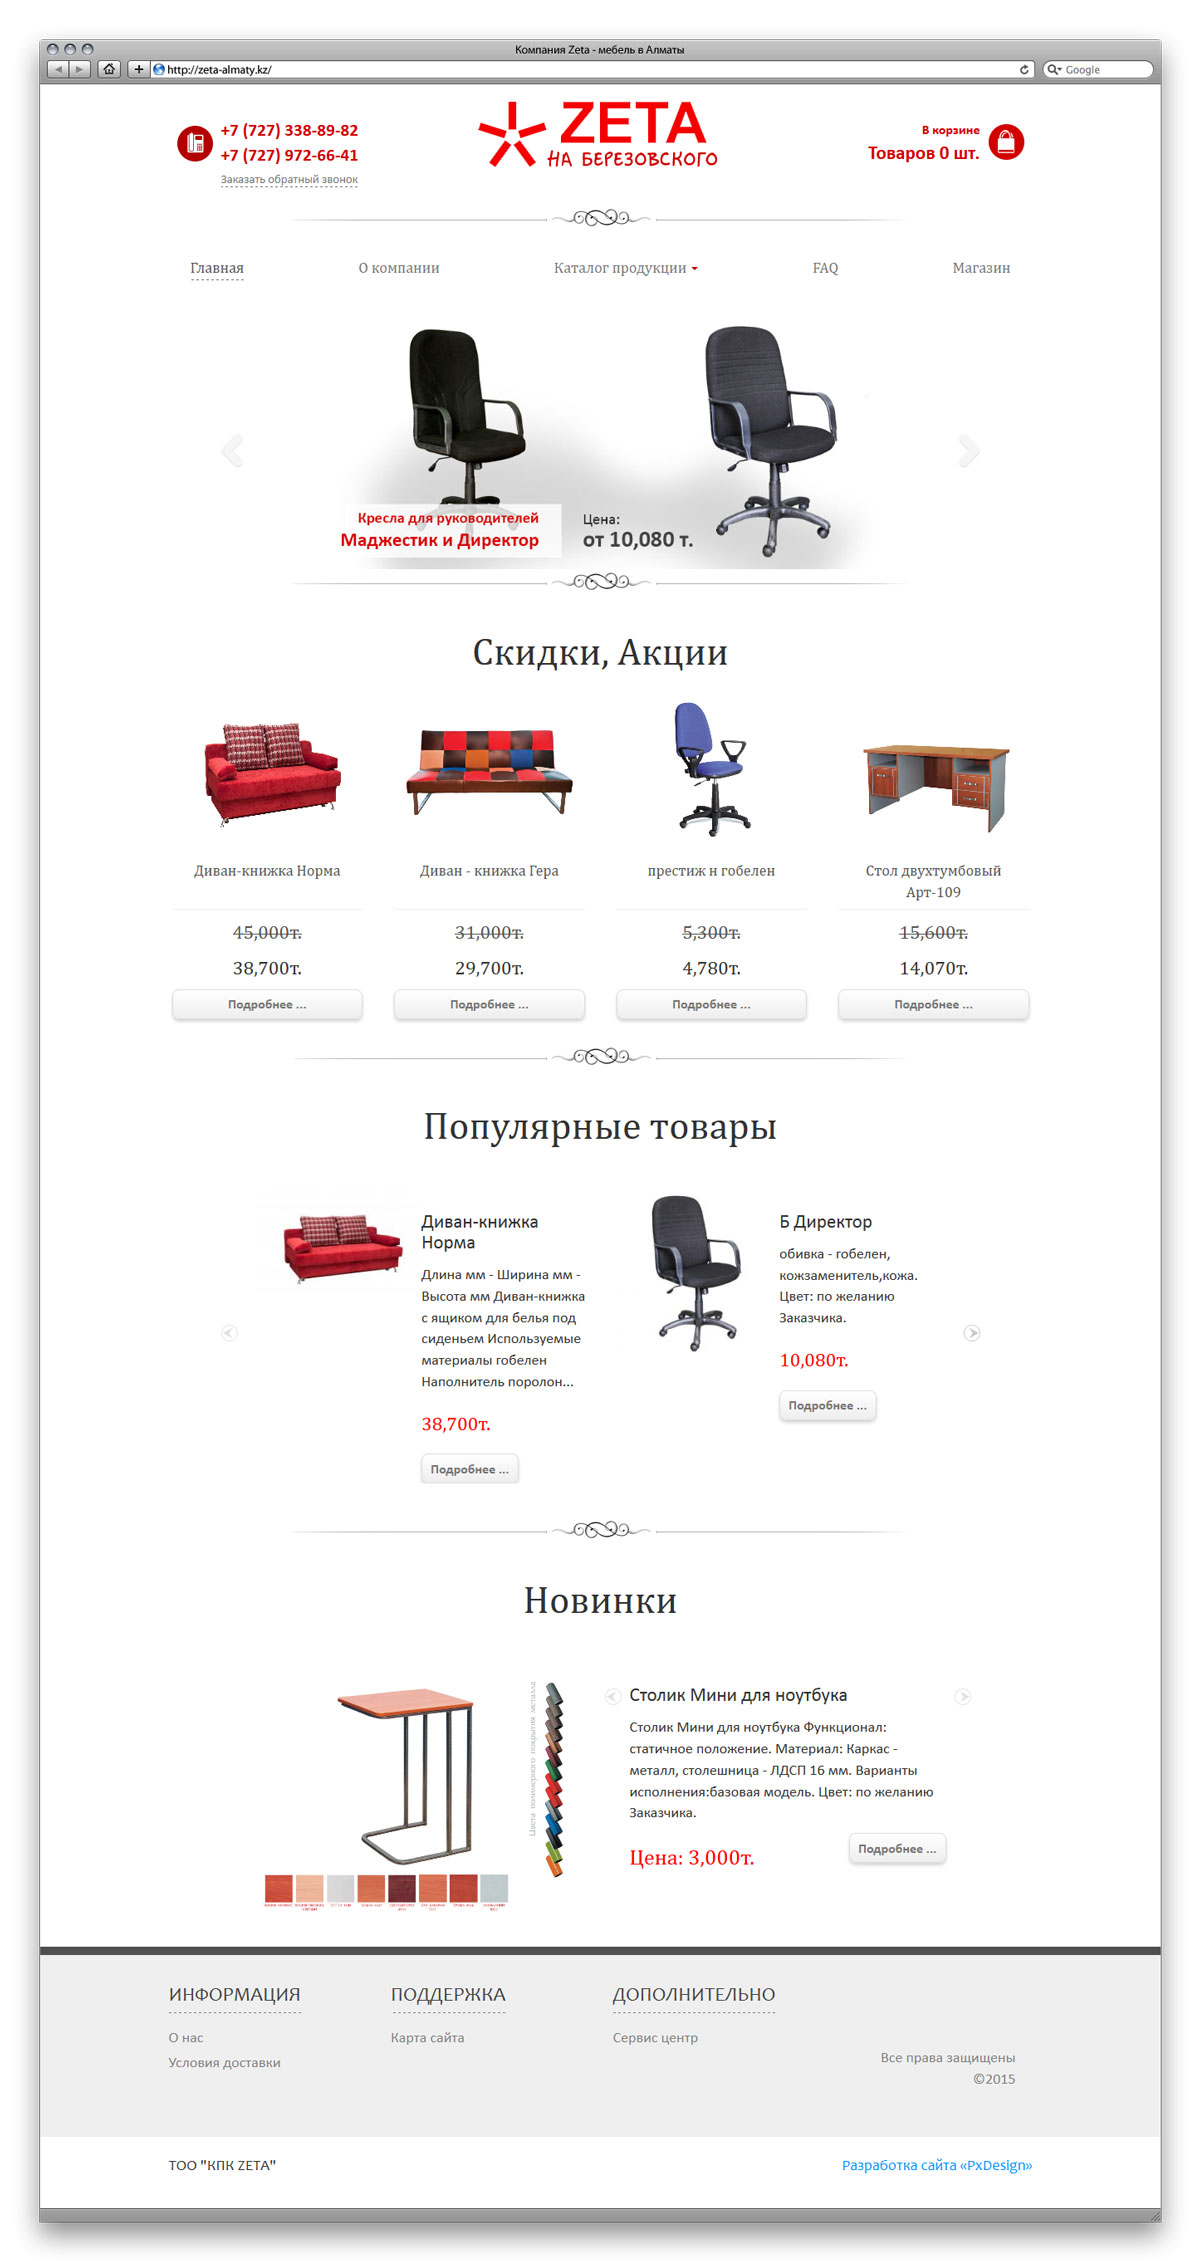 Компания Zeta - мебель в Алматы
http://zeta-almaty.kz/
Google
+7 (727) 338-89-82
+7 (727) 972-66-41
Заказать обратный звонок
ZETA
НА БЕРЕЗОВСКОГО
В корзине
Товаров 0 шт.
Главная
О компании
Каталог продукции
FAQ
Магазин
Кресла для руководителей
Маджестик и Директор
Цена:
от 10,080 т.
Скидки, Акции
Диван-книжка Норма
45,000т.
38,700т.
Подробнее ...
Диван - книжка Гера
31,000т.
29,700т.
Подробнее ...
престиж н гобелен
5,300т.
4,780т.
Подробнее ...
Стол двухтумбовый
Арт-109
15,600т.
14,070т.
Подробнее ...
Популярные товары
Диван-книжка
Норма
Длина мм - Ширина мм -
Высота мм Диван-книжка
с ящиком для белья под
сиденьем Используемые
материалы гобелен
Наполнитель поролон...
38,700т.
Подробнее ...
Б Директор
обивка - гобелен,
кожзаменитель,кожа.
Цвет: по желанию
Заказчика.
10,080т.
Подробнее ...
Новинки
Цвета полимерного покрытия металла
Столик Мини для ноутбука
Столик Мини для ноутбука Функционал:
статичное положение. Материал: Каркас -
металл, столешница - ЛДСП 16 мм. Варианты
исполнения:базовая модель. Цвет: по желанию
Заказчика.
Цена: 3,000т.
Подробнее ...
ИНФОРМАЦИЯ
О нас
Условия доставки
ПОДДЕРЖКА
Карта сайта
ДОПОЛНИТЕЛЬНО
Сервис центр
Все права защищены
©2015
ТОО "КПК ZETA"
Разработка сайта «PxDesign»